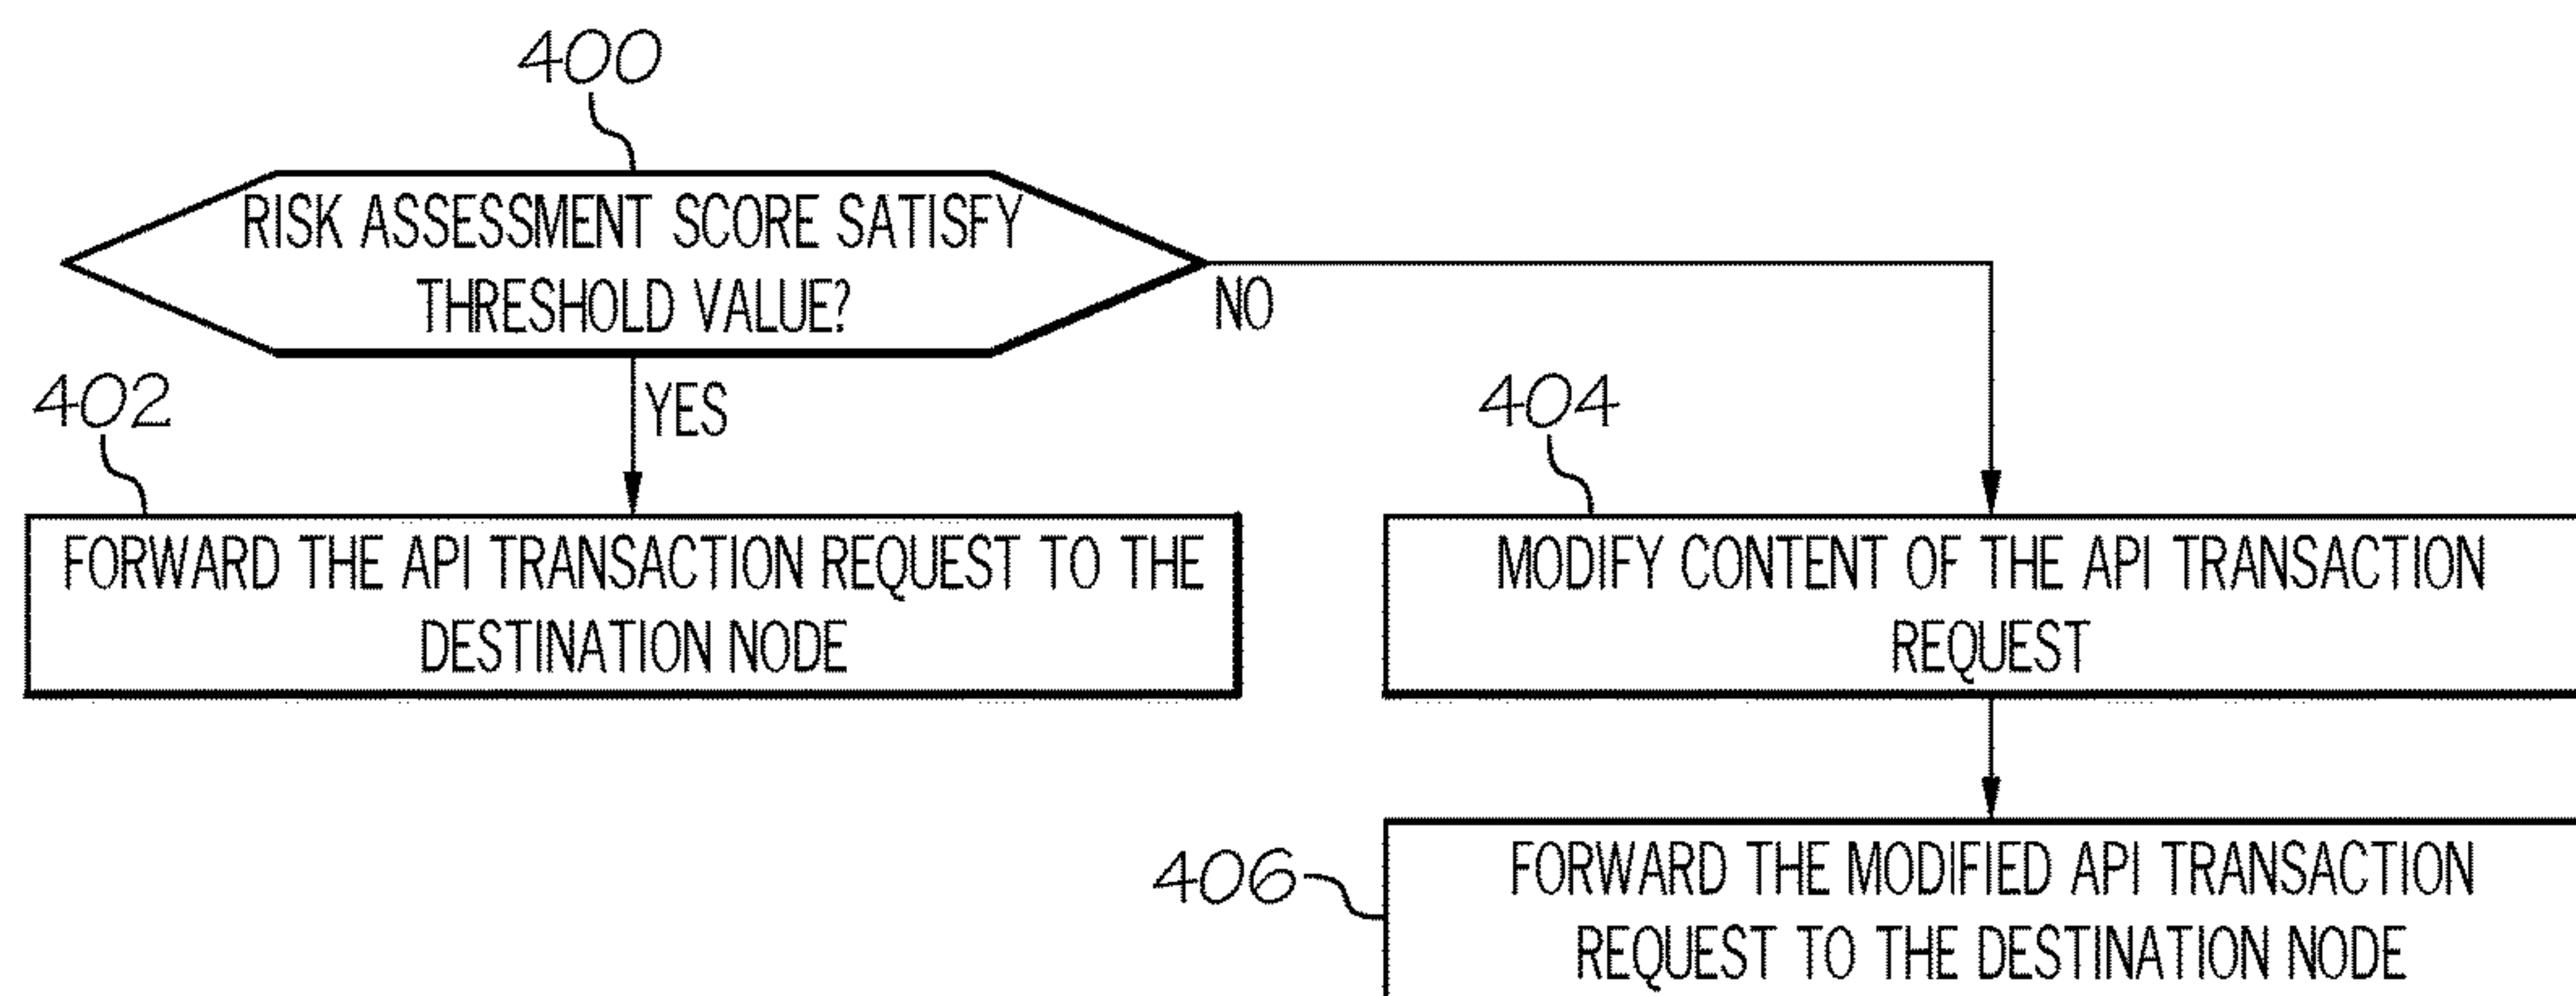 400
RISK ASSESSMENT SCORE SATISFY
THRESHOLD VALUE?
NO
YES
402
FORWARD THE API TRANSACTION REQUEST TO THE
DESTINATION NODE
404
MODIFY CONTENT OF THE API TRANSACTION
REQUEST
406
FORWARD THE MODIFIED API TRANSACTION
REQUEST TO THE DESTINATION NODE